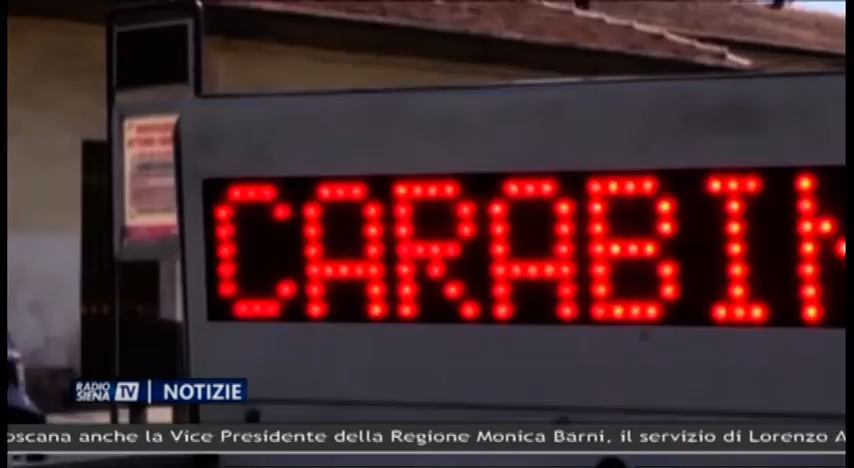 CARABIN
RADIO SIENA TV | NOTIZIE
oscana anche la Vice Presidente della Regione Monica Barni, il servizio di Lorenzo A